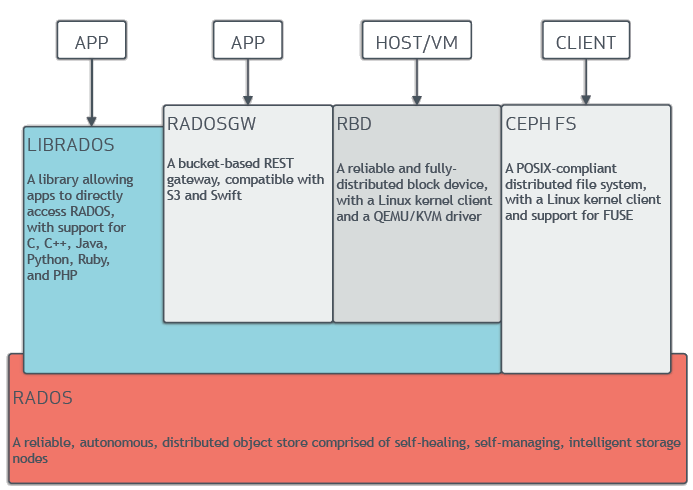 APP
APP
HOST/VM
CLIENT
LIBRADOS
A library allowing
apps to directly
access RADOS,
with support for
C, C++, Java,
Python, Ruby,
and PHP
RADOSGW
A bucket-based REST
gateway, compatible with
S3 and Swift
RBD
A reliable and fully-
distributed block device,
with a Linux kernel client
and a QEMU/KVM driver
CEPH FS
A POSIX-compliant
distributed file system,
with a Linux kernel client
and support for FUSE
RADOS
A reliable, autonomous, distributed object store comprised of self-healing, self-managing, intelligent storage
nodes